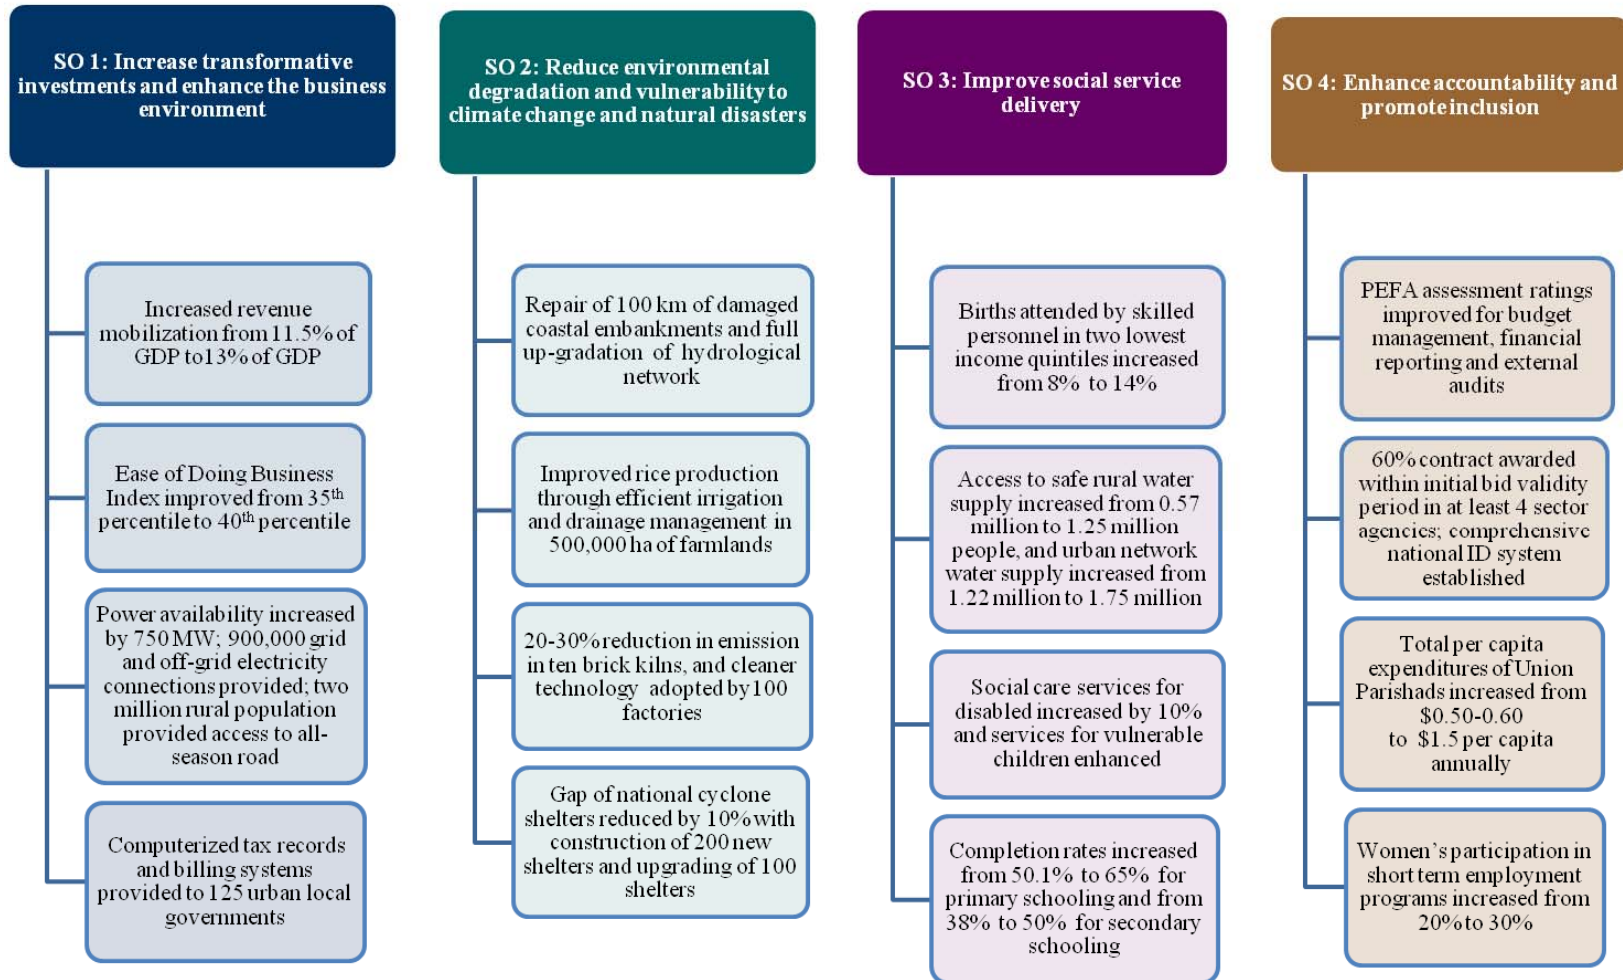 SO 1: Increase transformative
investments and enhance the business
environment
Increased revenue
mobilization from 11.5% of
GDP to13% of GDP
Ease of Doing Business
Index improved from 35th
percentile to 40th percentile
Power availability increased
by 750 MW; 900,000 grid
and off-grid electricity
connections provided; two
million rural population
provided access to all-
season road
Computerized tax records
and billing systems
provided to 125 urban local
governments
SO 2: Reduce environmental
degradation and vulnerability to
climate change and natural disasters
Repair of 100 km of damaged
coastal embankments and full
up-gradation of hydrological
network
Improved rice production
through efficient irrigation
and drainage management in
500,000 ha of farmlands
20-30% reduction in emission
in ten brick kilns, and cleaner
technology adopted by 100
factories
Gap of national cyclone
shelters reduced by 10% with
construction of 200 new
shelters and upgrading of 100
shelters
SO 3: Improve social service
delivery
Births attended by skilled
personnel in two lowest
income quintiles increased
from 8% to 14%
Access to safe rural water
supply increased from 0.57
million to 1.25 million
people, and urban network
water supply increased from
1.22 million to 1.75 million
Social care services for
disabled increased by 10%
and services for vulnerable
children enhanced
Completion rates increased
from 50.1% to 65% for
primary schooling and from
38% to 50% for secondary
schooling
SO 4: Enhance accountability and
promote inclusion
PEFA assessment ratings
improved for budget
management, financial
reporting and external
audits
60% contract awarded
within initial bid validity
period in at least 4 sector
agencies; comprehensive
national ID system
established
Total per capita
expenditures of Union
Parishads increased from
$0.50-0.60
to $1.5 per capita
annually
Women's participation in
short term employment
programs increased from
20% to 30%